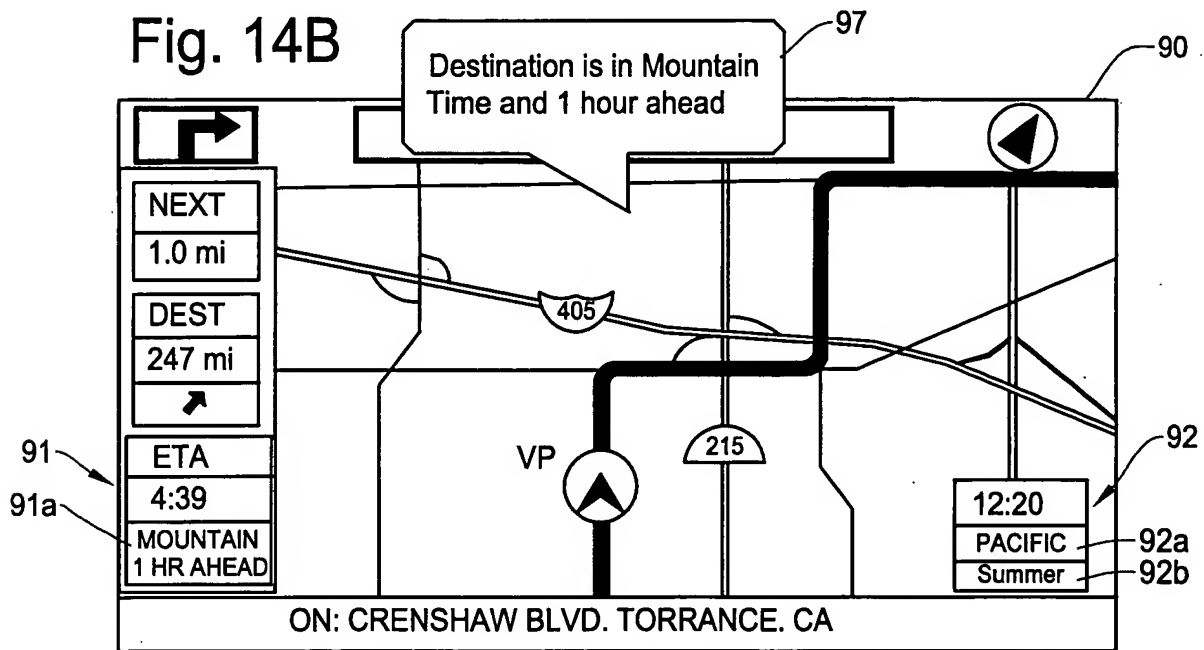 Fig. 14B
97
90
Destination is in Mountain
Time and 1 hour ahead
NEXT
1.0 mi
DEST
247 mi
405
215
VP
91
91a
ETA
4:39
MOUNTAIN
1 HR AHEAD
92
12:20
PACIFIC
92a
Summer
92b
ON: CRENSHAW BLVD. TORRANCE. CA